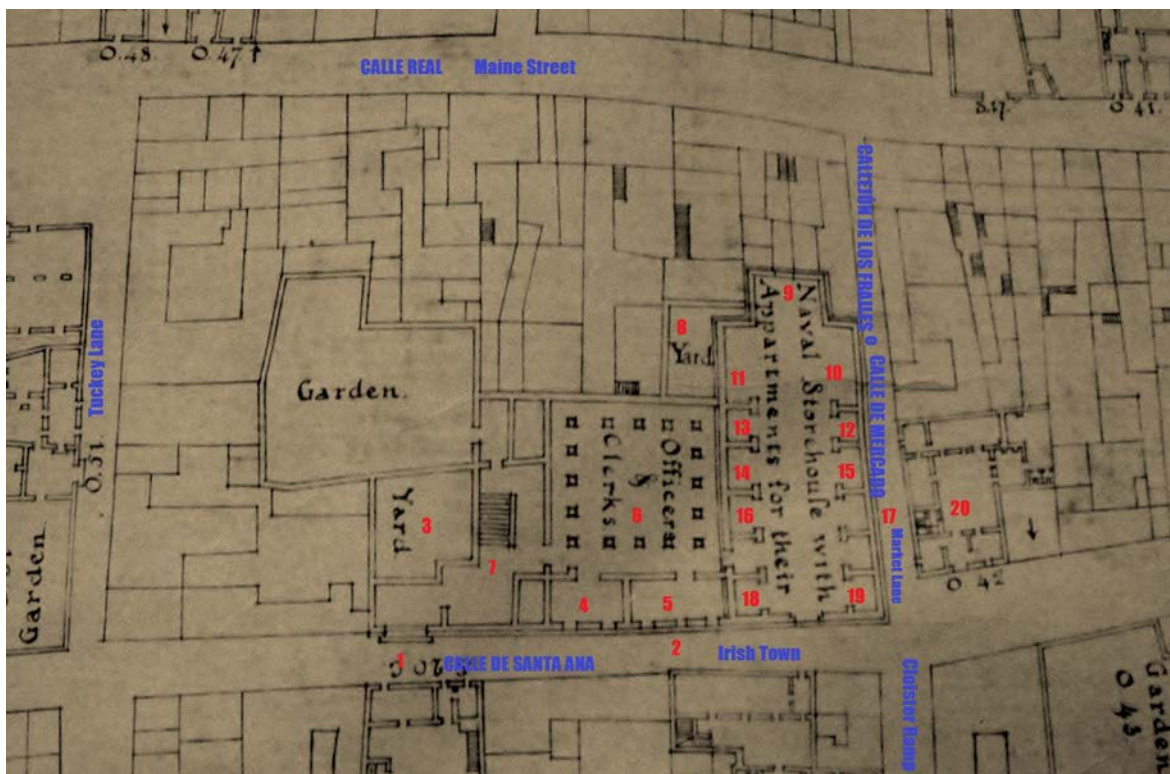 O.48.
O.47
CALLE REAL Maine Street
O 41.
CALLEJÓN DE LOS FRAILES O CALLE DE MERCADO
Tuckey Lane
O.51
Garden.
8
Yard
9
Naval Storehouse with
Appartments for their
10
11
12
13
14
15
16
17
Market Lane
18
19
20
O 42
Officers
&
Clerks
6
3
Yard
7
4
5
Garden
1
2
CALLE DE SANTA ANA
Irish Town
Cloister Ramp
Garden
O 43